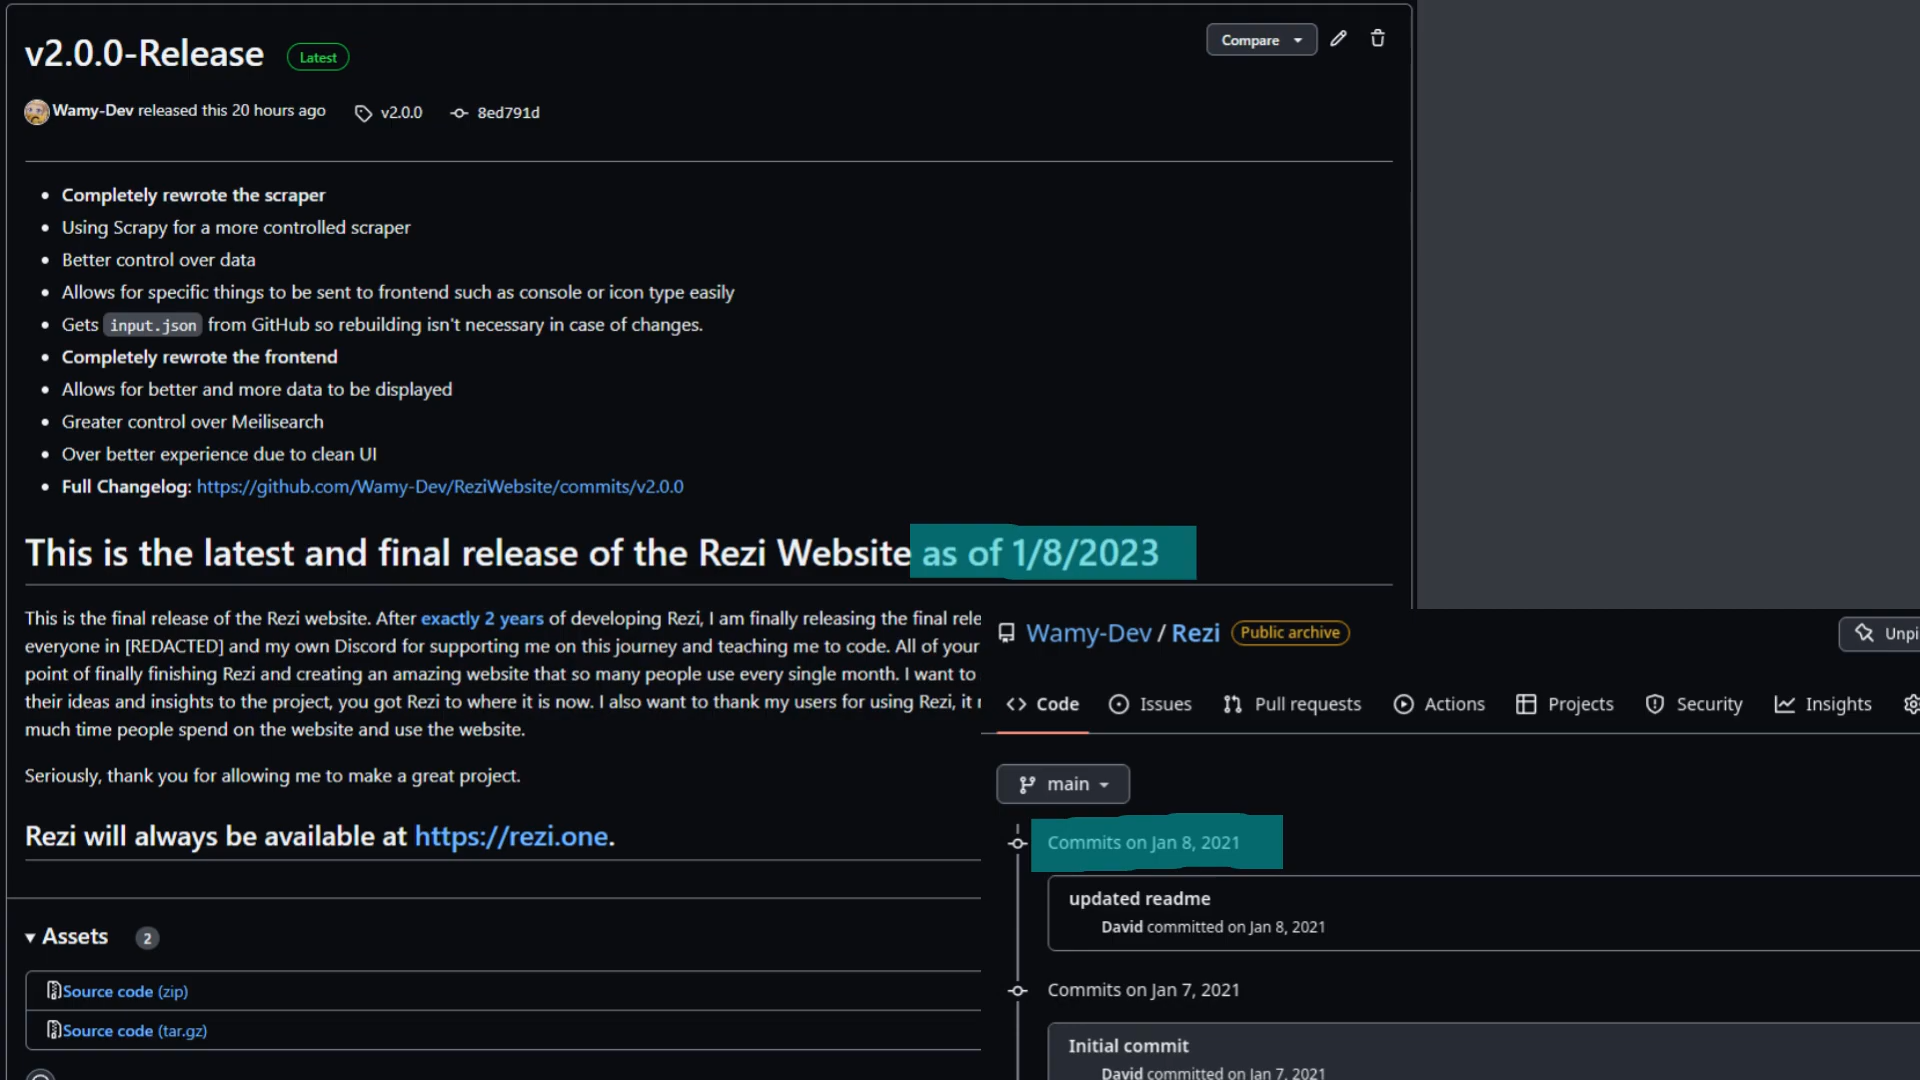 v2.0.0-Release Latest
Compare
Wamy-Dev released this 20 hours ago v2.0.0 8ed791d
Completely rewrote the scraper
Using Scrapy for a more controlled scraper
Better control over data
Allows for specific things to be sent to frontend such as console or icon type easily
Gets input.json from GitHub so rebuilding isn't necessary in case of changes.
Completely rewrote the frontend
Allows for better and more data to be displayed
Greater control over Meilisearch
Over better experience due to clean UI
Full Changelog: https://github.com/Wamy-Dev/ReziWebsite/commits/v2.0.0
This is the latest and final release of the Rezi Website as of 1/8/2023
This is the final release of the Rezi website. After exactly 2 years of developing Rezi, I am finally releasing the final rele
everyone in [REDACTED] and my own Discord for supporting me on this journey and teaching me to code. All of your
point of finally finishing Rezi and creating an amazing website that so many people use every single month. I want to
their ideas and insights to the project, you got Rezi to where it is now. I also want to thank my users for using Rezi, it
much time people spend on the website and use the website.
Seriously, thank you for allowing me to make a great project.
Rezi will always be available at https://rezi.one.
Assets 2
Source code (zip)
Source code (tar.gz)
Wamy-Dev / Rezi Public archive
Unpi
Code Issues Pull requests Actions Projects Security Insights
main
Commits on Jan 8, 2021
updated readme
David committed on Jan 8, 2021
Commits on Jan 7, 2021
Initial commit
David committed on Jan 7, 2021